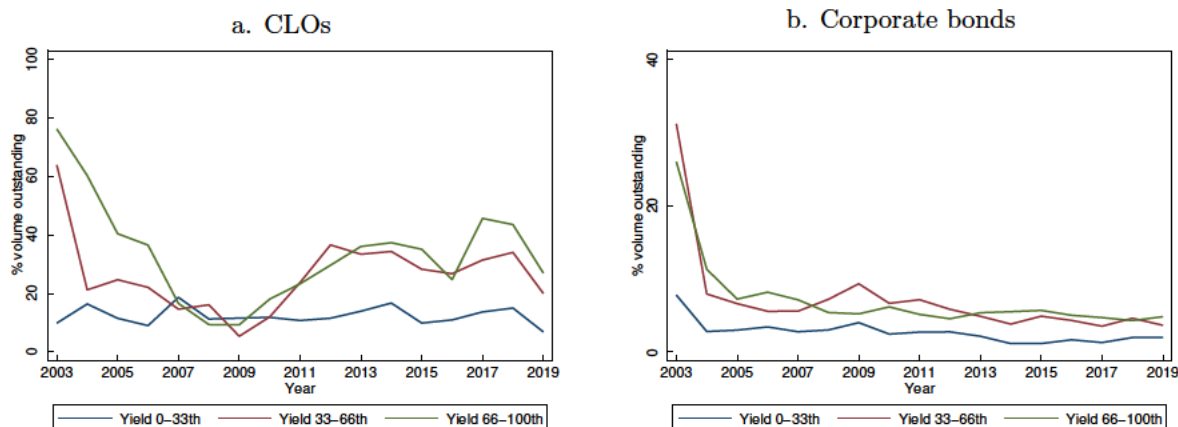 a. CLOs
% volume outstanding
100
80
60
40
20
0
2003 2005 2007 2009 2011 2013 2015 2017 2019
Year
Yield 0–33th Yield 33–66th Yield 66–100th
b. Corporate bonds
% volume outstanding
40
20
0
2003 2005 2007 2009 2011 2013 2015 2017 2019
Year
Yield 0–33th Yield 33–66th Yield 66–100th